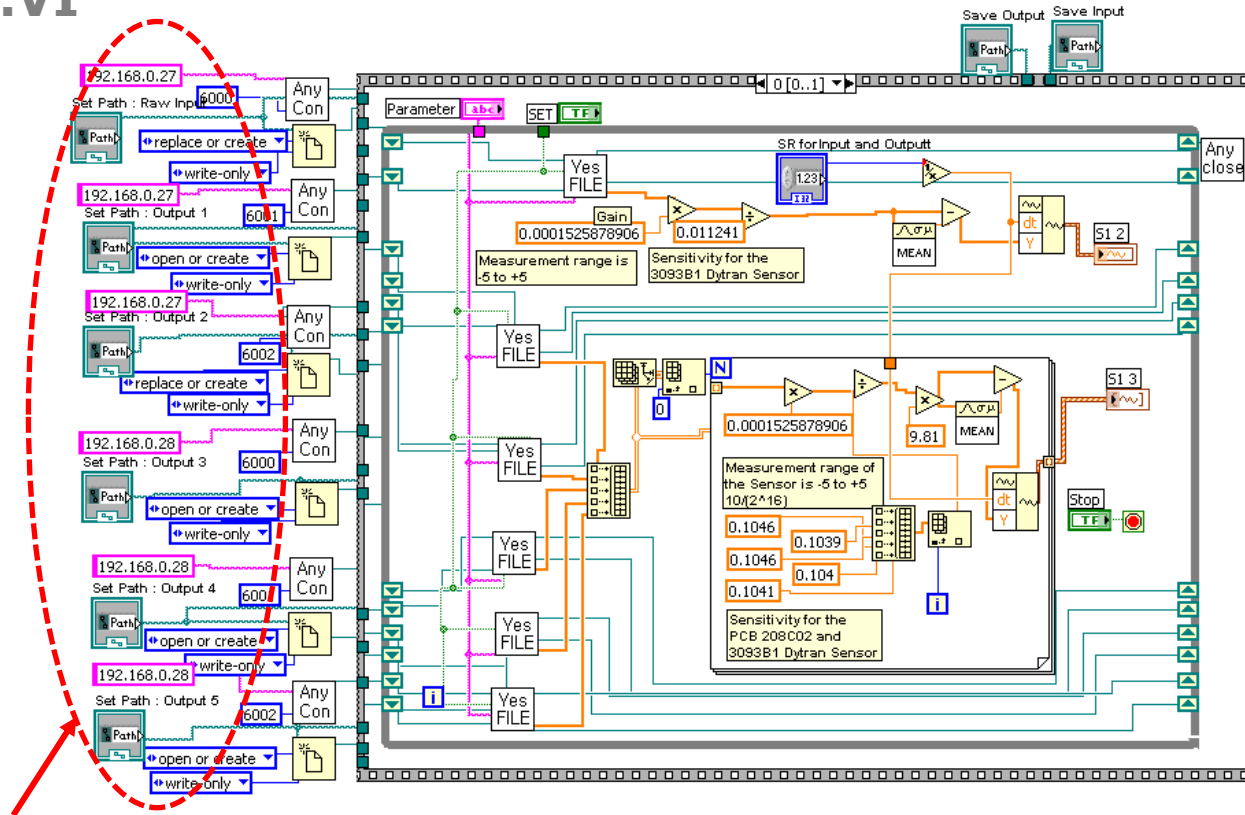 .VI
Save Output
Save Input
Path
Path
192.168.0.27
6000
Any
Con
Set Path : Raw Input
Path
replace or create
write-only
192.168.0.27
6001
Any
Con
Set Path : Output 1
Path
open or create
write-only
192.168.0.27
Set Path : Output 2
6002
Any
Con
Path
replace or create
write-only
192.168.0.28
Set Path : Output 3
6000
Any
Con
Path
open or create
write-only
192.168.0.28
Set Path : Output 4
Any
Con
Path
open or create
write-only
192.168.0.28
Set Path : Output 5
6002
Any
Con
Path
open or create
write-only
0 [0..1]
Parameter
abc
SET
TF
Yes
FILE
SR for Input and Outputt
1.23
I32
Any
close
Gain
0.0001525878906
0.011241
MEAN
dt
Y
S1 2
Measurement range is
-5 to +5
Sensitivity for the
3093B1 Dytran Sensor
Yes
FILE
N
0
0.0001525878906
9.81
MEAN
S1 3
Yes
FILE
Measurement range of
the Sensor is -5 to +5
10/(2^16)
dt
Y
Stop
TF
0.1046
0.1039
0.1046
0.104
0.1041
i
Yes
FILE
Sensitivity for the
PCB 208C02 and
3093B1 Dytran Sensor
Yes
FILE
i
Yes
FILE